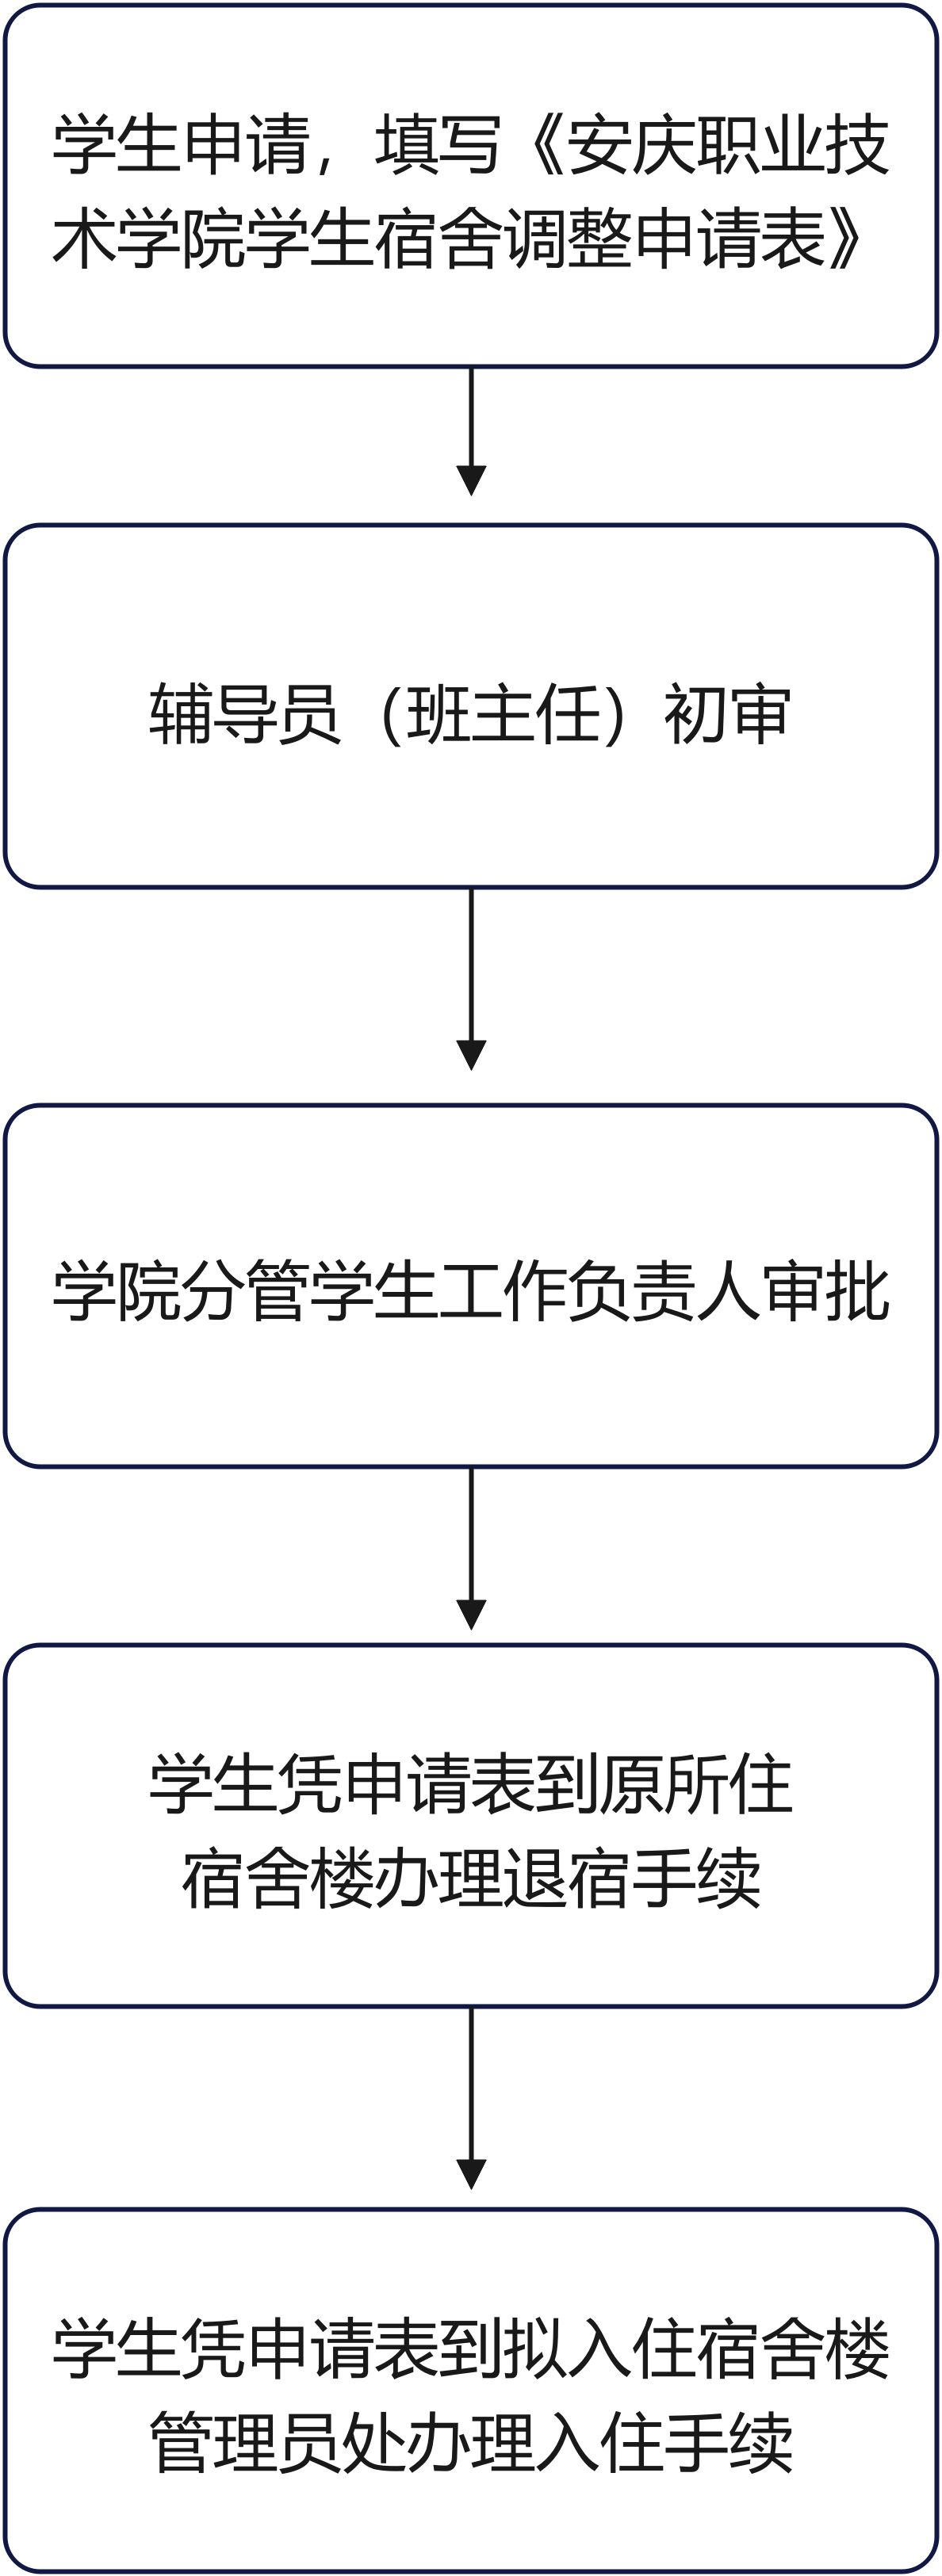 学生申请，填写《安庆职业技
术学院学生宿舍调整申请表》
辅导员（班主任）初审
学院分管学生工作负责人审批
学生凭申请表到原所住
宿舍楼办理退宿手续
学生凭申请表到拟入住宿舍楼
管理员处办理入住手续